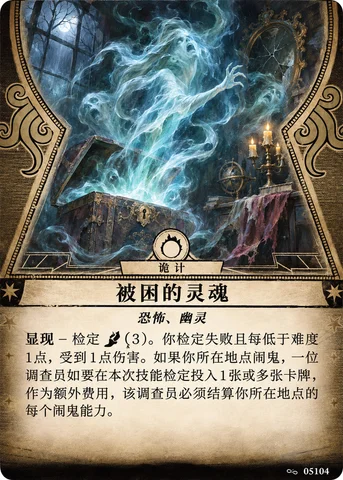 诡计
被困的灵魂
恐怖、幽灵
显现 – 检定 (3)。你检定失败且每低于难度
1点，受到1点伤害。如果你所在地点闹鬼，一位
调查员如要在本次技能检定投入1张或多张卡牌，
作为额外费用，该调查员必须结算你所在地点的
每个闹鬼能力。
05104